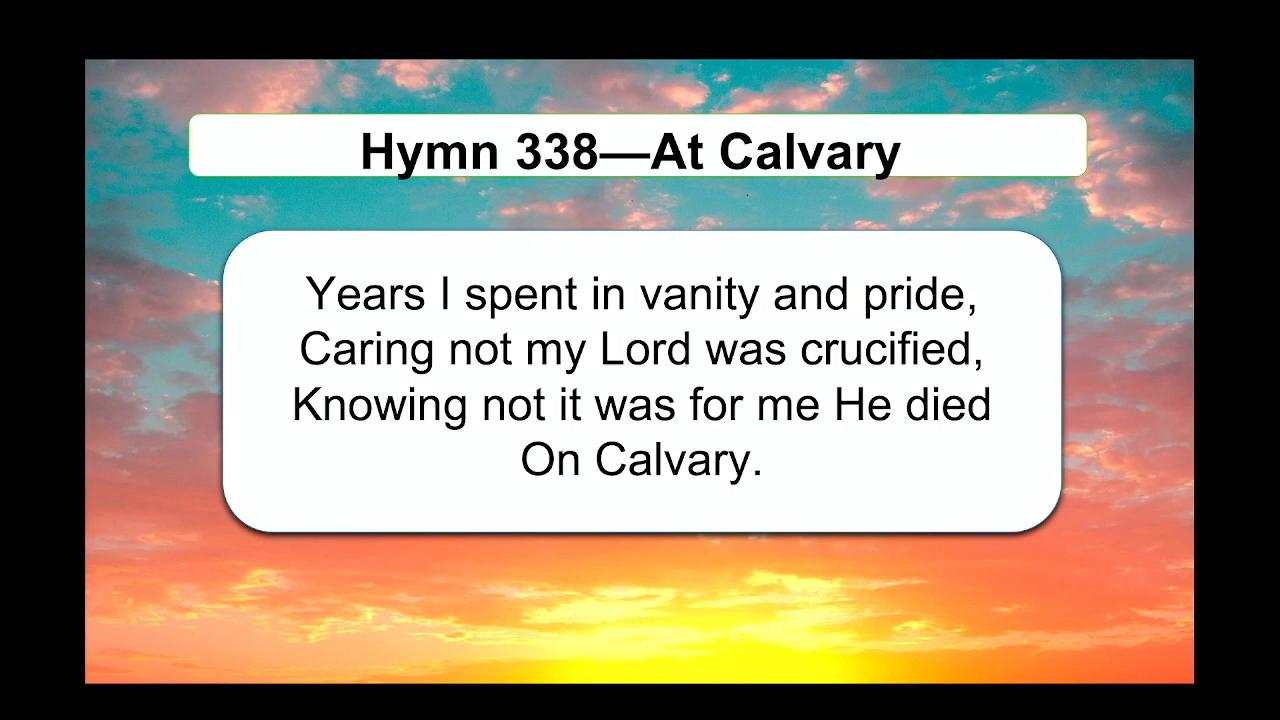 Hymn 338—At Calvary
Years I spent in vanity and pride,
Caring not my Lord was crucified,
Knowing not it was for me He died
On Calvary.